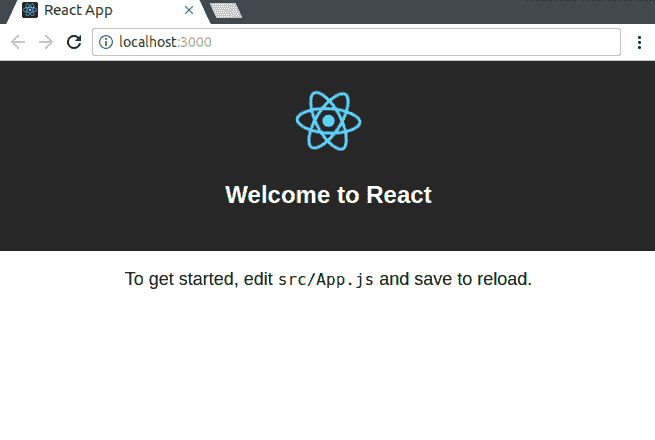 React App
localhost:3000
Welcome to React
To get started, edit src/App.js and save to reload.